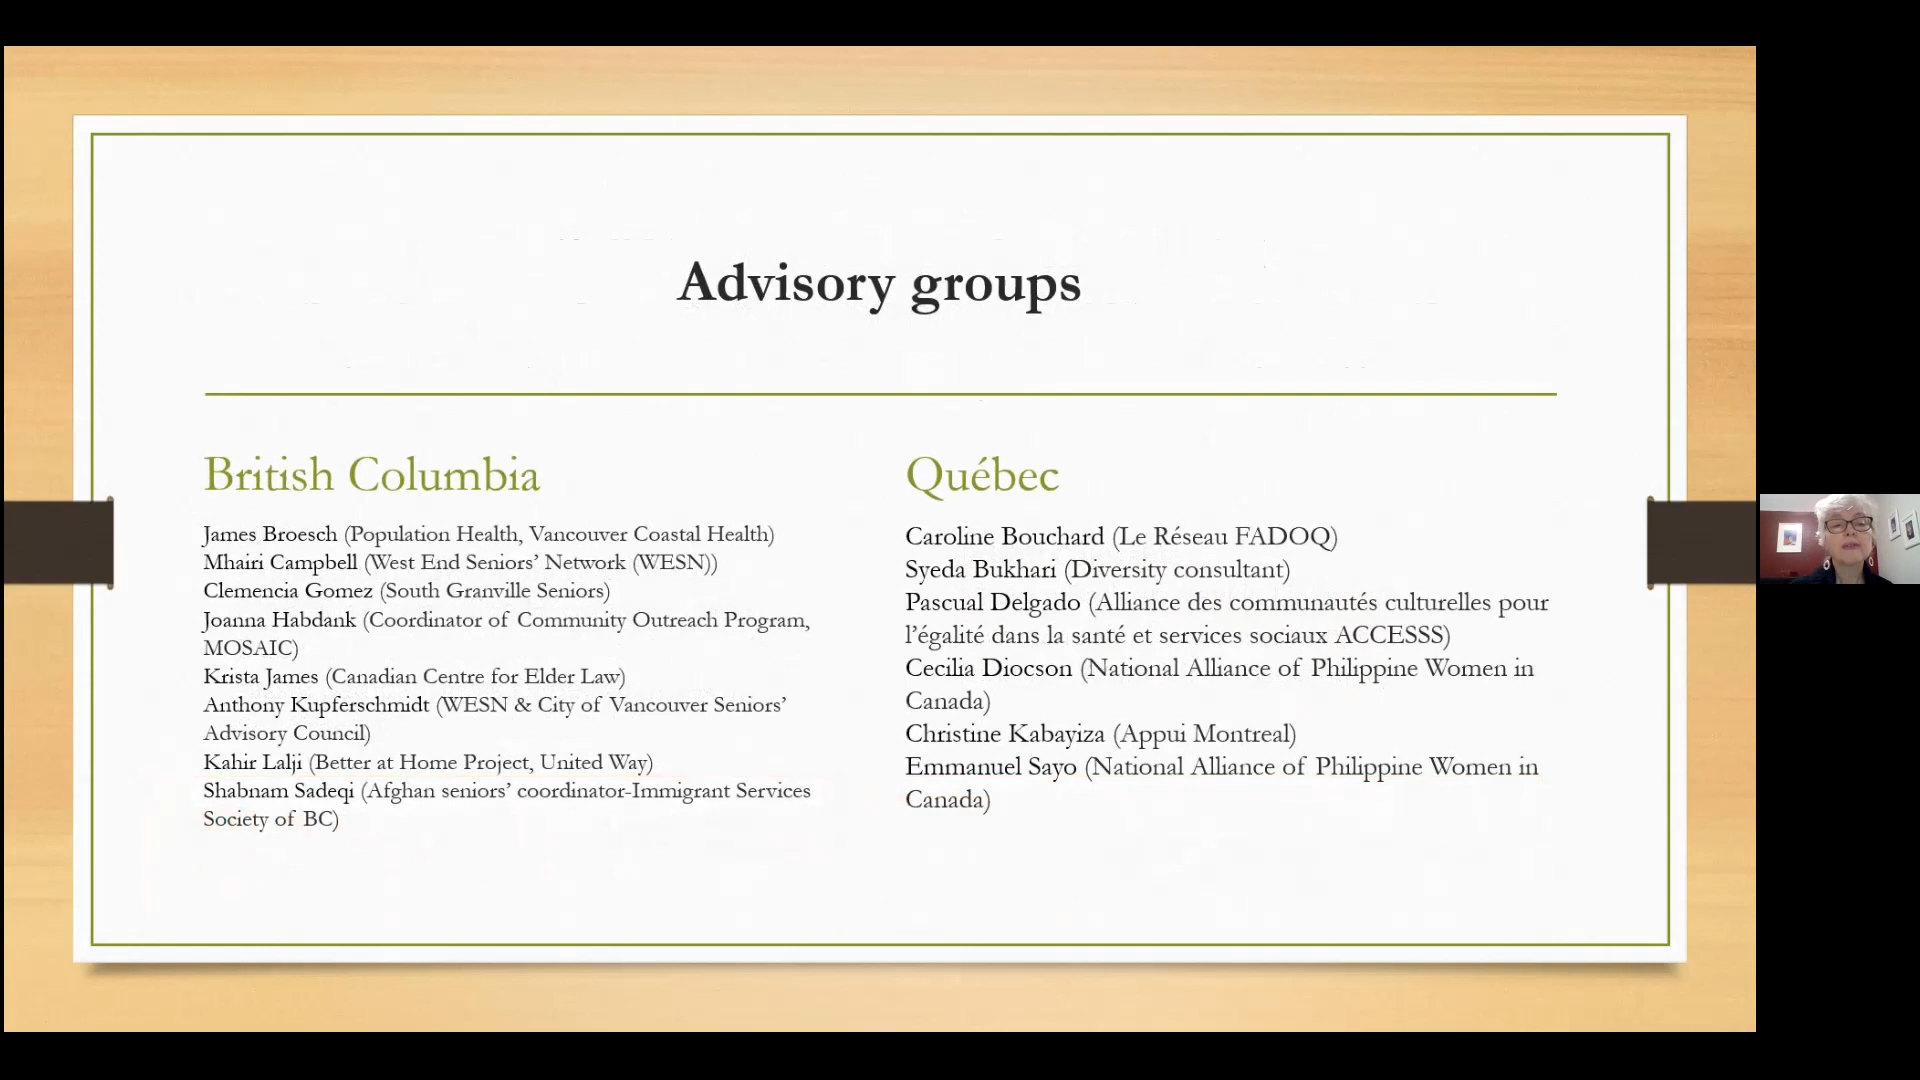 Advisory groups
British Columbia
James Broesch (Population Health, Vancouver Coastal Health)
Mhairi Campbell (West End Seniors’ Network (WESN))
Clemencia Gomez (South Granville Seniors)
Joanna Habdank (Coordinator of Community Outreach Program,
MOSAIC)
Krista James (Canadian Centre for Elder Law)
Anthony Kupferschmidt (WESN & City of Vancouver Seniors’
Advisory Council)
Kahir Lalji (Better at Home Project, United Way)
Shabnam Sadeqi (Afghan seniors’ coordinator-Immigrant Services
Society of BC)
Québec
Caroline Bouchard (Le Réseau FADOQ)
Syeda Bukhari (Diversity consultant)
Pascual Delgado (Alliance des communautés culturelles pour
l’égalité dans la santé et services sociaux ACCESSS)
Cecilia Diocson (National Alliance of Philippine Women in
Canada)
Christine Kabayiza (Appui Montreal)
Emmanuel Sayo (National Alliance of Philippine Women in
Canada)